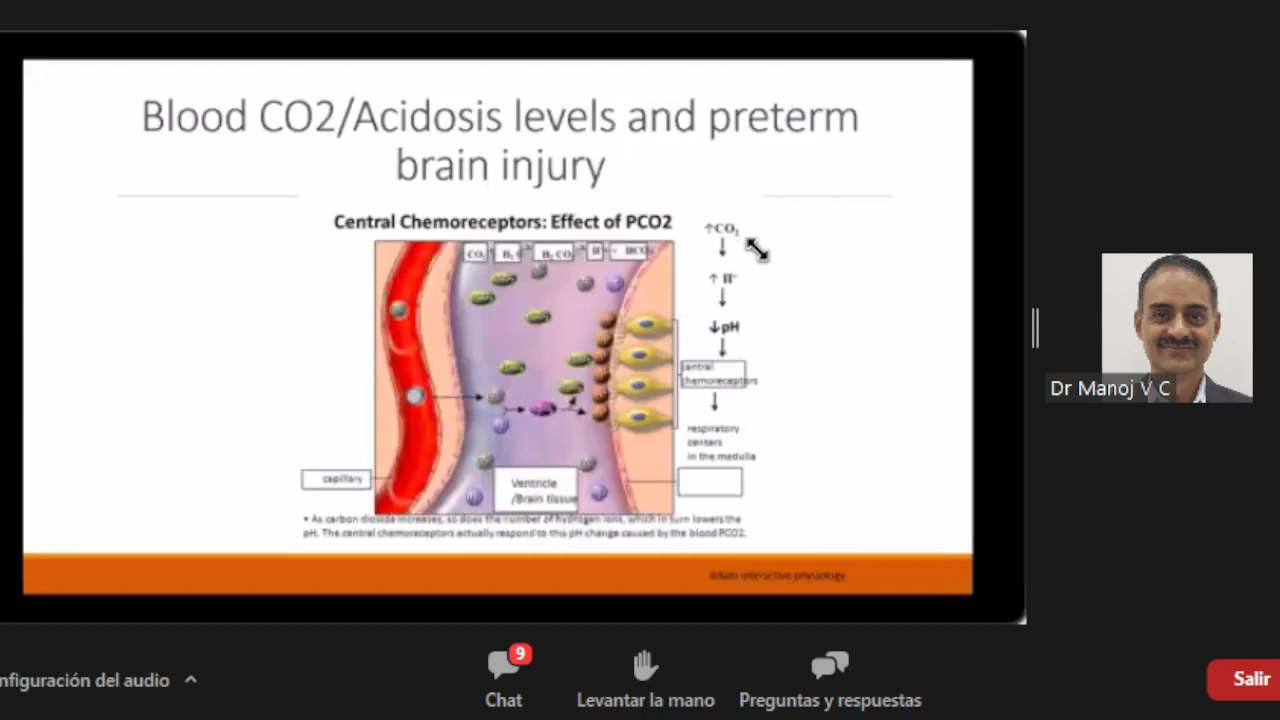 Blood CO2/Acidosis levels and preterm
brain injury
Central Chemoreceptors: Effect of PCO2
↑CO₂
↓
↑ H⁺
↓
↓pH
↓
chemoreceptors
↓
respiratory
centers
in the medulla
capillary
Ventricle
/Brain tissue
• As carbon dioxide increases, so does the number of hydrogen ions, which in turn lowers the
pH. The central chemoreceptors actually respond to this pH change caused by the blood PCO2.
interactive physiology
Dr Manoj V C
nfiguración del audio
9
Chat
Levantar la mano
Preguntas y respuestas
Salir